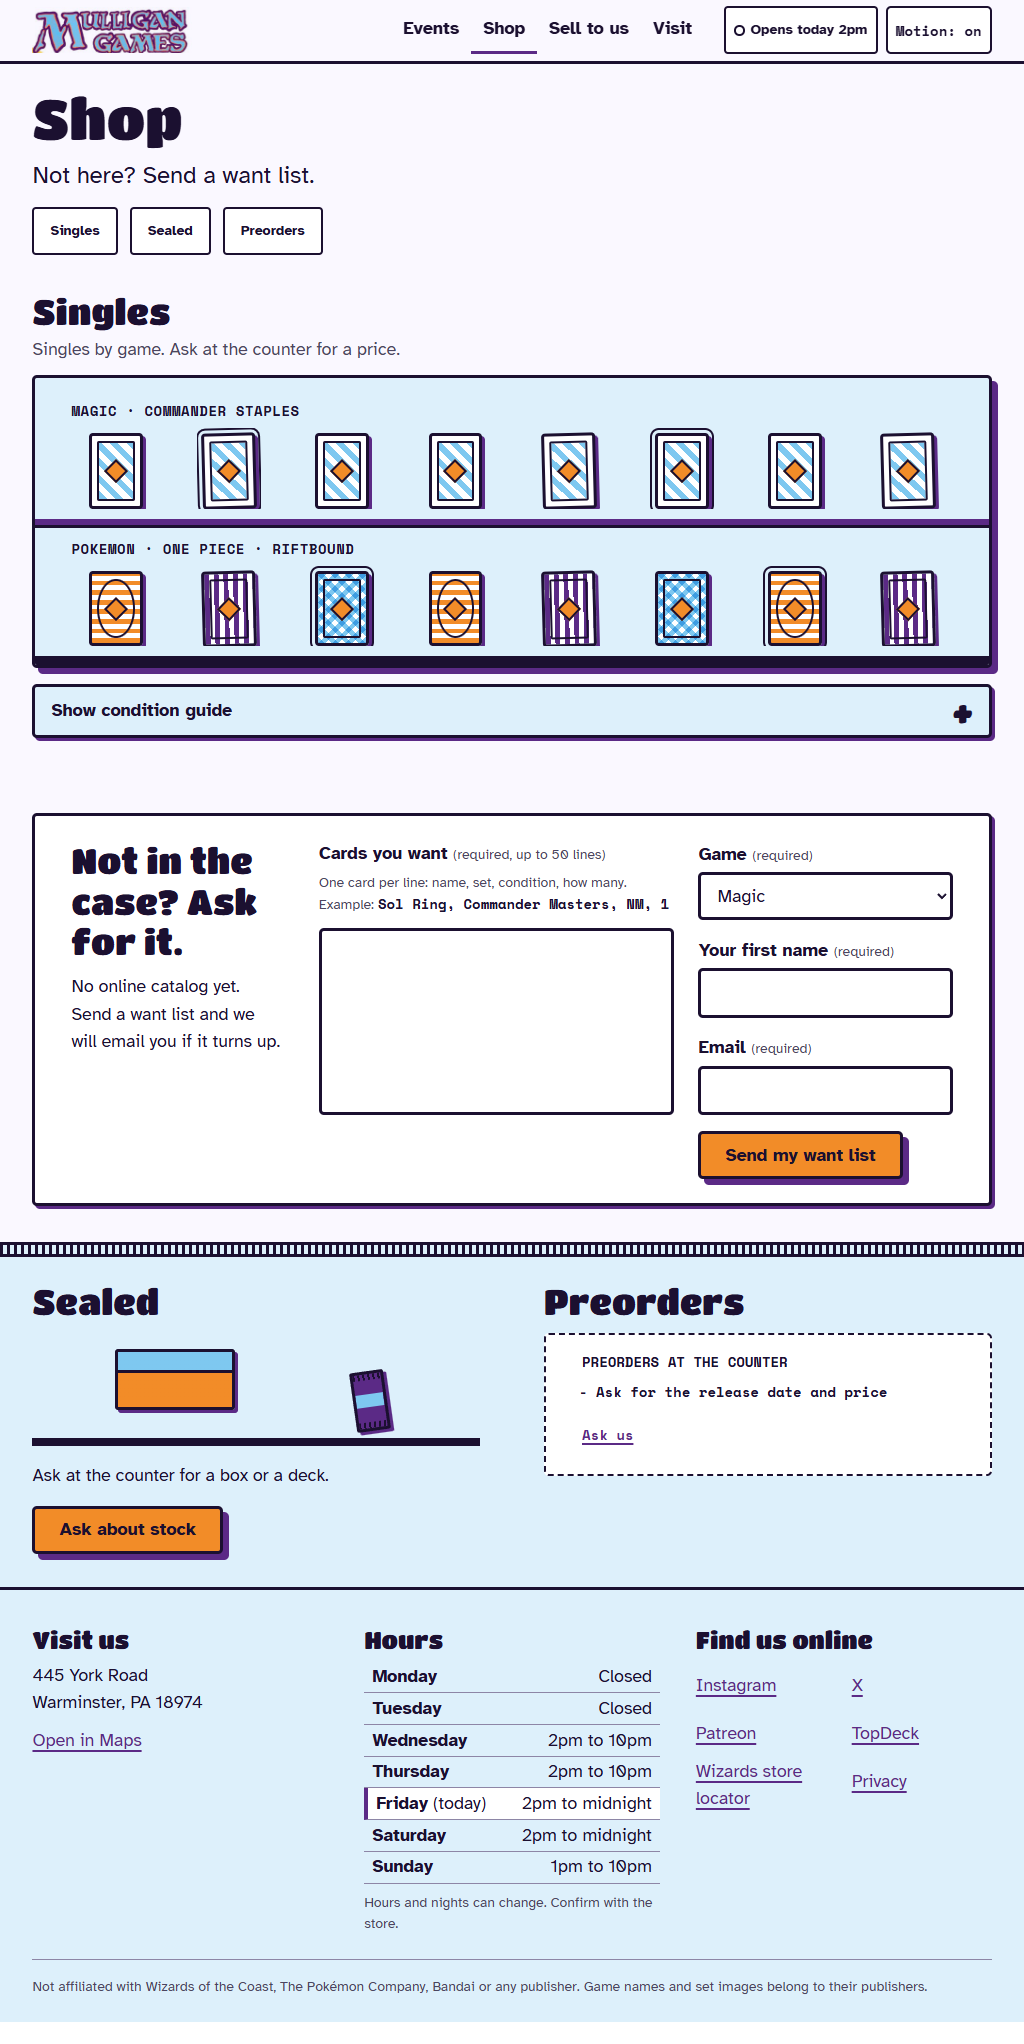 MULLIGAN GAMES
Events
Shop
Sell to us
Visit
Opens today 2pm
Motion: on
Shop
Not here? Send a want list.
Singles
Sealed
Preorders
Singles
Singles by game. Ask at the counter for a price.
MAGIC · COMMANDER STAPLES
POKEMON · ONE PIECE · RIFTBOUND
Show condition guide
Not in the
case? Ask
for it.
No online catalog yet.
Send a want list and we
will email you if it turns up.
Cards you want (required, up to 50 lines)
One card per line: name, set, condition, how many.
Example: Sol Ring, Commander Masters, NM, 1
Game (required)
Magic
Your first name (required)
Email (required)
Send my want list
Sealed
Ask at the counter for a box or a deck.
Ask about stock
Preorders
PREORDERS AT THE COUNTER
- Ask for the release date and price
Ask us
Visit us
445 York Road
Warminster, PA 18974
Open in Maps
Hours
Monday Closed
Tuesday Closed
Wednesday 2pm to 10pm
Thursday 2pm to 10pm
Friday (today) 2pm to midnight
Saturday 2pm to midnight
Sunday 1pm to 10pm
Hours and nights can change. Confirm with the
store.
Find us online
Instagram
X
Patreon
TopDeck
Wizards store
locator
Privacy
Not affiliated with Wizards of the Coast, The Pokémon Company, Bandai or any publisher. Game names and set images belong to their publishers.